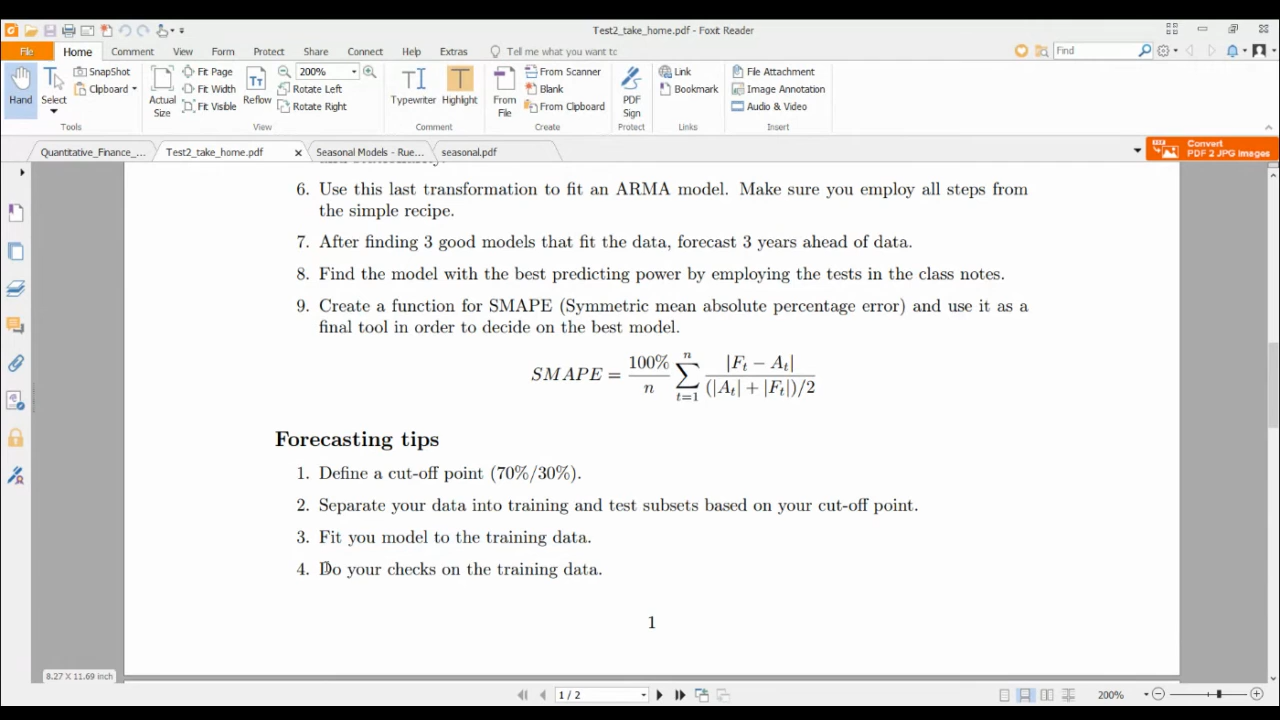 Test2_take_home.pdf - Foxit Reader
File Home Comment View Form Protect Share Connect Help Extras Tell me what you want tc Find
Hand
Select
SnapShot
Clipboard
Tools
Actual Size
Fit Page
Fit Width
Fit Visible
Reflow
200%
Rotate Left
Rotate Right
View
Typewriter
Highlight
Comment
From File
From Scanner
Blank
From Clipboard
Create
PDF Sign
Protect
Link
Bookmark
Links
File Attachment
Image Annotation
Audio & Video
Insert
Quantitative_Finance_... Test2_take_home.pdf Seasonal Models - Rue... seasonal.pdf
Convert
PDF 2 JPG Images
6. Use this last transformation to fit an ARMA model. Make sure you employ all steps from
the simple recipe.
7. After finding 3 good models that fit the data, forecast 3 years ahead of data.
8. Find the model with the best predicting power by employing the tests in the class notes.
9. Create a function for SMAPE (Symmetric mean absolute percentage error) and use it as a
final tool in order to decide on the best model.
SMAPE = 100%/n ∑_{t=1}^{n} |F_t − A_t| / (|A_t| + |F_t|)/2
Forecasting tips
1. Define a cut-off point (70%/30%).
2. Separate your data into training and test subsets based on your cut-off point.
3. Fit you model to the training data.
4. Do your checks on the training data.
1
8.27 X 11.69 inch
1 / 2
200%